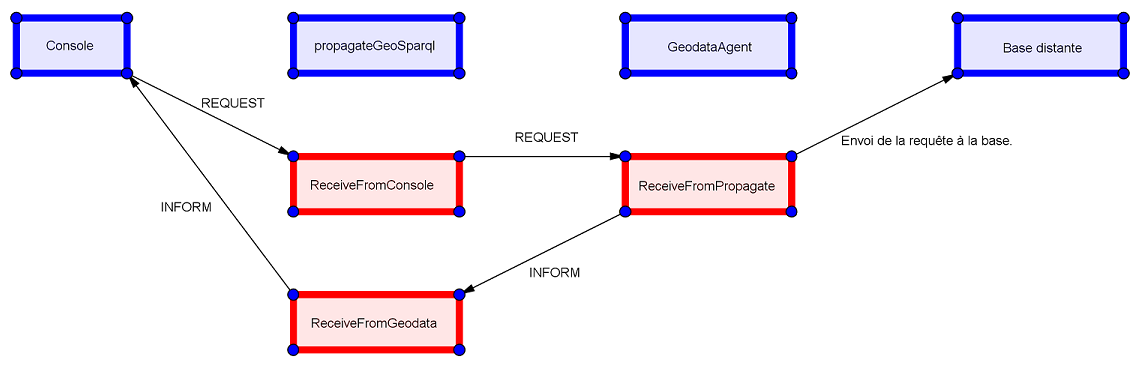 Console
propagateGeoSparql
GeodataAgent
Base distante
REQUEST
REQUEST
Envoi de la requête à la base.
ReceiveFromConsole
ReceiveFromPropagate
INFORM
INFORM
ReceiveFromGeodata